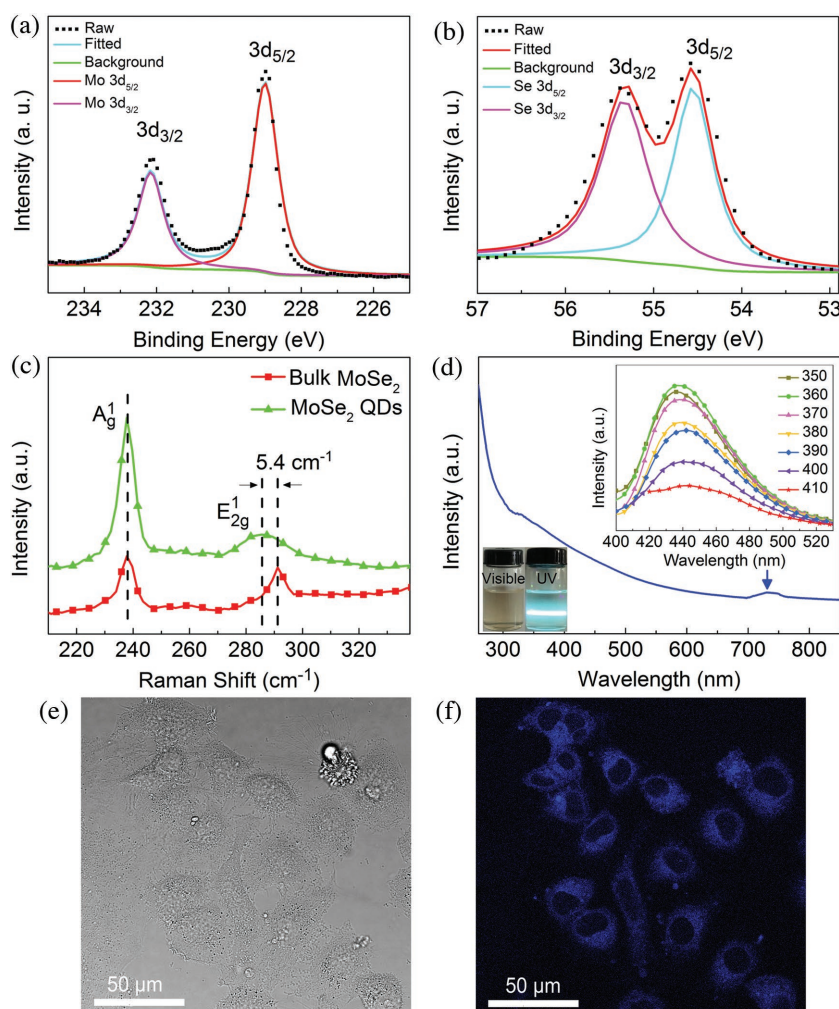 (a)
Raw
Fitted
Background
Mo 3d5/2
Mo 3d3/2
3d5/2
3d3/2
Intensity (a. u.)
234 232 230 228 226
Binding Energy (eV)
(b)
Raw
Fitted
Background
Se 3d5/2
Se 3d3/2
3d3/2
3d5/2
Intensity (a. u.)
57 56 55 54 53
Binding Energy (eV)
(c)
Bulk MoSe2
MoSe2 QDs
A1g
5.4 cm-1
E12g
Intensity (a.u.)
220 240 260 280 300 320
Raman Shift (cm-1)
(d)
350
360
370
380
390
400
410
Intensity (a.u.)
400 420 440 460 480 500 520
Wavelength (nm)
Visible UV
Intensity (a.u.)
300 400 500 600 700 800
Wavelength (nm)
(e)
50 µm
(f)
50 µm